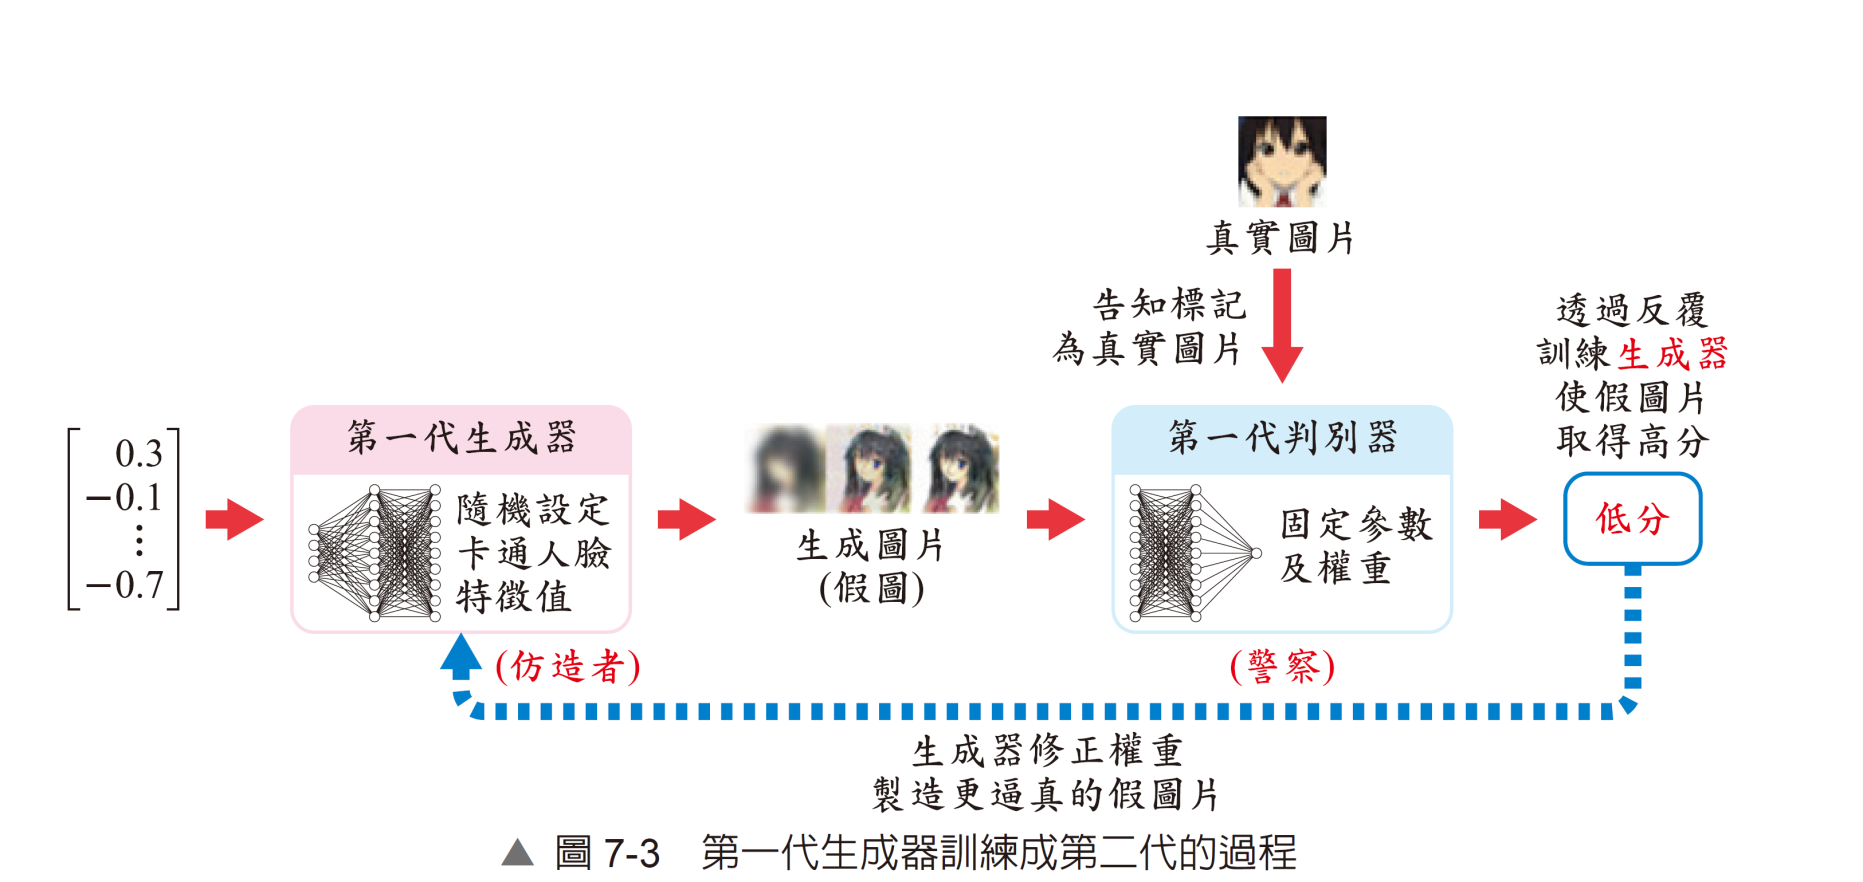 真實圖片
告知標記
為真實圖片
透過反覆
訓練生成器
使假圖片
取得高分
0.3
−0.1
⋮
−0.7
第一代生成器
隨機設定
卡通人臉
特徵值
(仿造者)
生成圖片
(假圖)
第一代判別器
固定參數
及權重
(警察)
低分
生成器修正權重
製造更逼真的假圖片
▲ 圖 7-3 第一代生成器訓練成第二代的過程